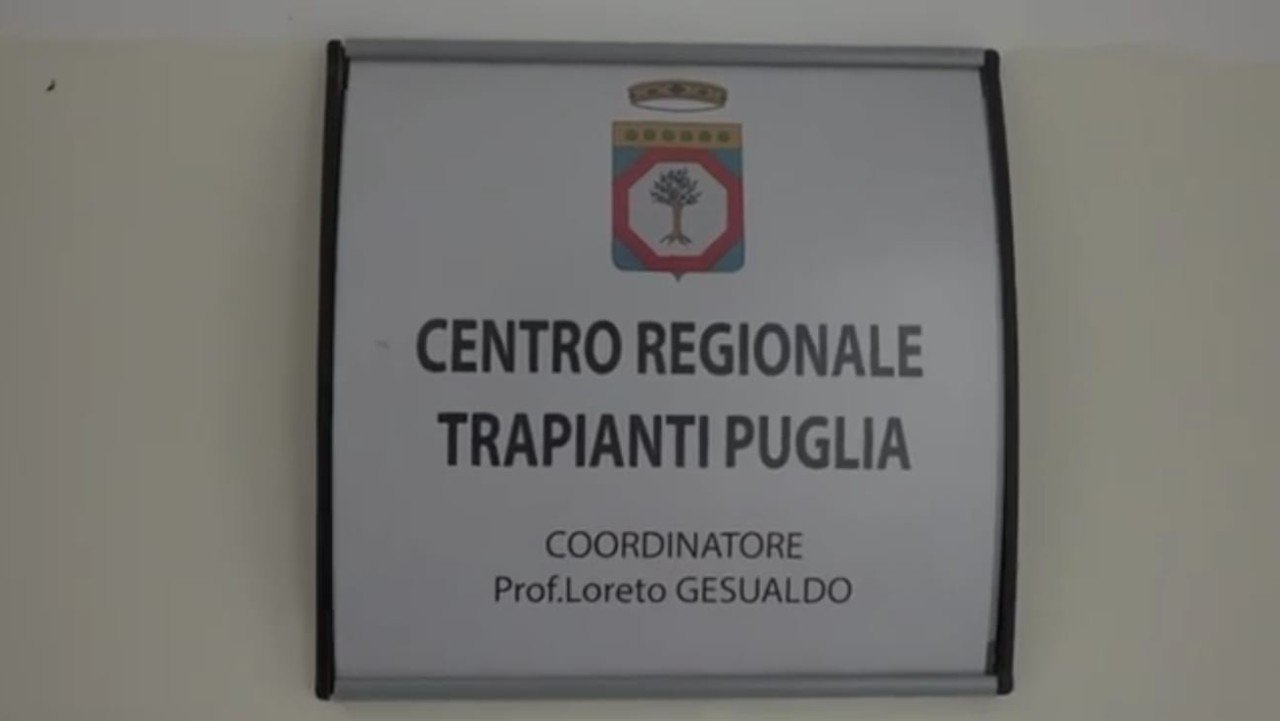 CENTRO REGIONALE
TRAPIANTI PUGLIA
COORDINATORE
Prof.Loreto GESUALDO